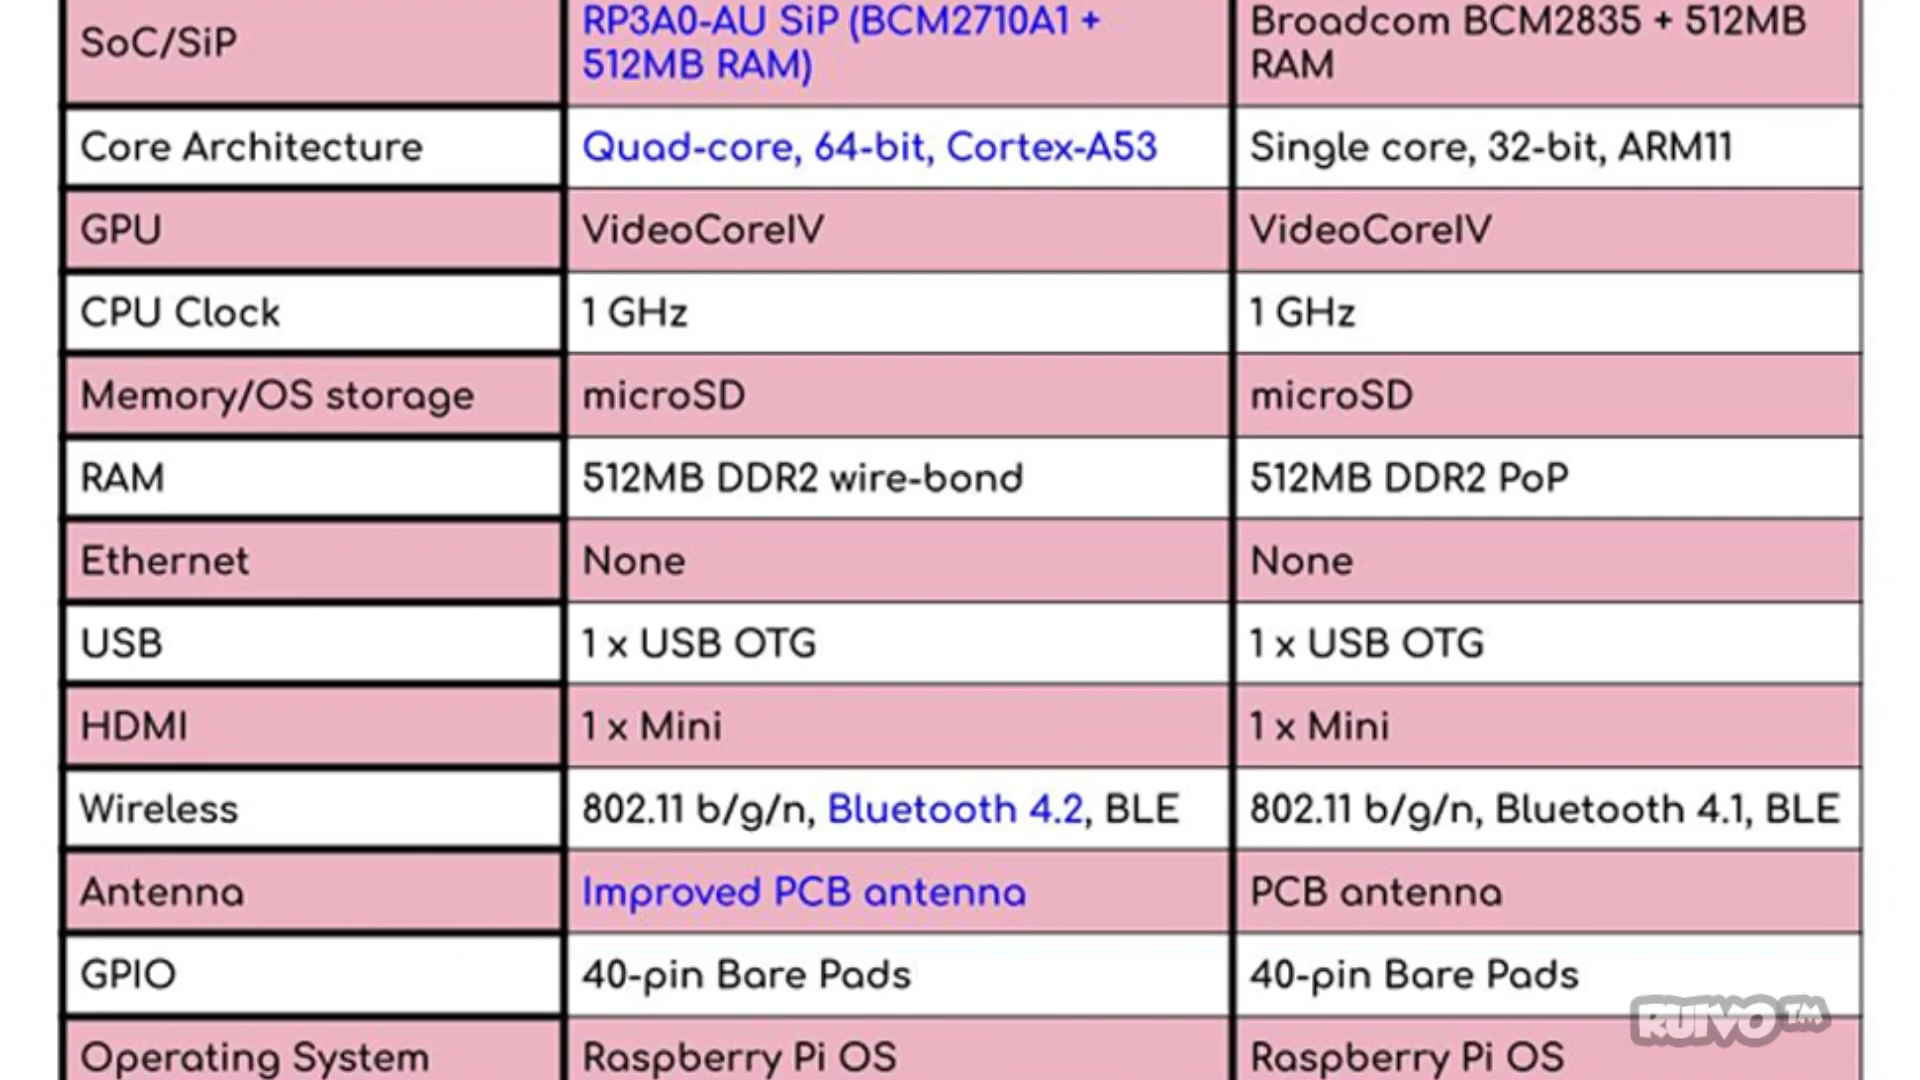 SoC/SiP
RP3A0-AU SiP (BCM2710A1 +
512MB RAM)
Broadcom BCM2835 + 512MB
RAM
Core Architecture
Quad-core, 64-bit, Cortex-A53
Single core, 32-bit, ARM11
GPU
VideoCoreIV
VideoCoreIV
CPU Clock
1 GHz
1 GHz
Memory/OS storage
microSD
microSD
RAM
512MB DDR2 wire-bond
512MB DDR2 PoP
Ethernet
None
None
USB
1 x USB OTG
1 x USB OTG
HDMI
1 x Mini
1 x Mini
Wireless
802.11 b/g/n, Bluetooth 4.2, BLE
802.11 b/g/n, Bluetooth 4.1, BLE
Antenna
Improved PCB antenna
PCB antenna
GPIO
40-pin Bare Pads
40-pin Bare Pads
Operating System
Raspberry Pi OS
Raspberry Pi OS
RUIVO™